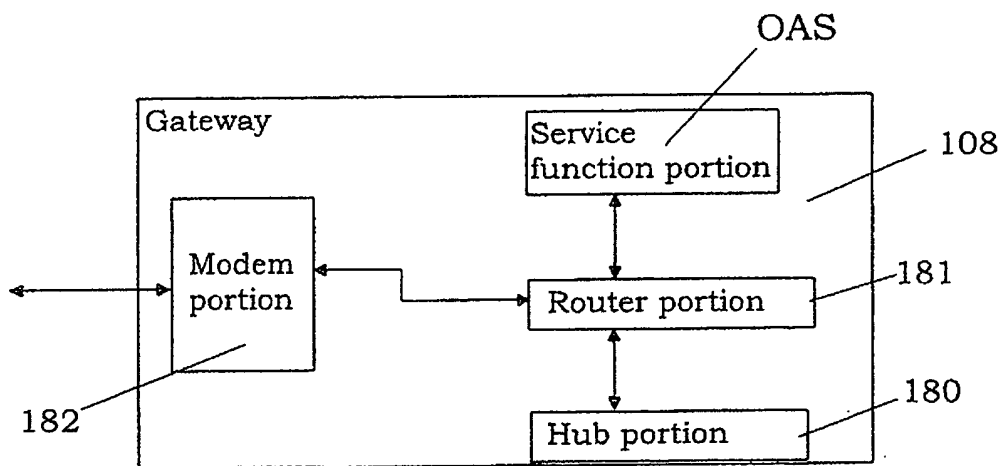 OAS
Gateway
Service
function portion
108
Modem
portion
181
Router portion
182
180
Hub portion